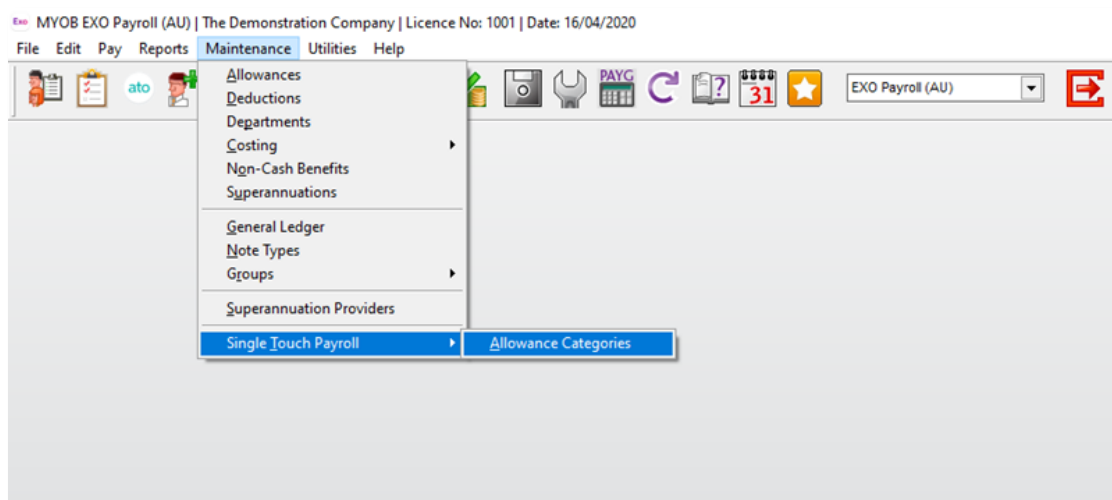 Exo MYOB EXO Payroll (AU) | The Demonstration Company | Licence No: 1001 | Date: 16/04/2020
File Edit Pay Reports Maintenance Utilities Help
ato PAYG 31 EXO Payroll (AU)
Allowances
Deductions
Departments
Costing
Non-Cash Benefits
Superannuations
General Ledger
Note Types
Groups
Superannuation Providers
Single Touch Payroll Allowance Categories